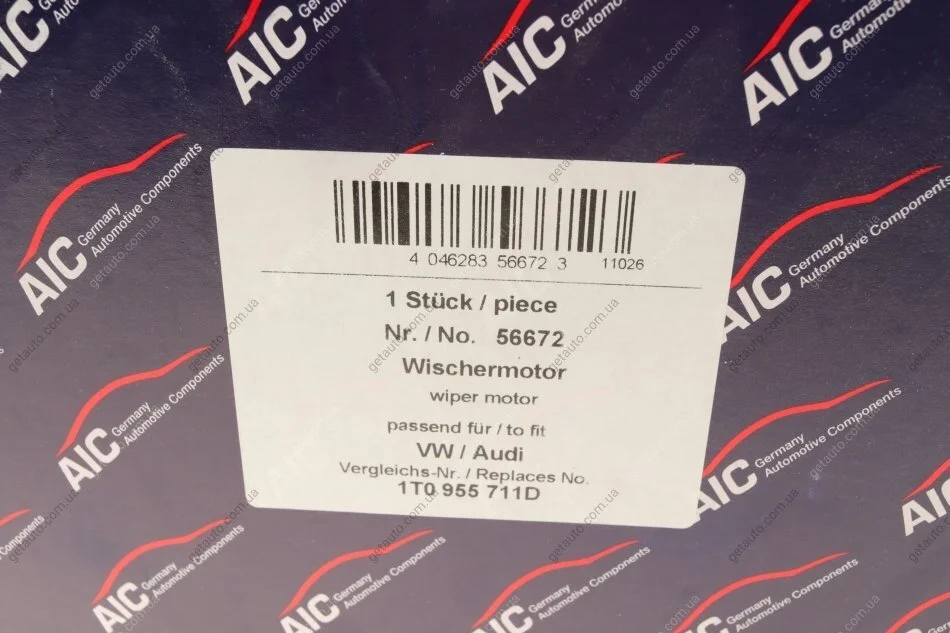 AIC Germany Automotive Components
4 046283 56672 3 11026
1 Stück / piece
Nr. / No. 56672
Wischermotor
wiper motor
passend für / to fit
VW / Audi
Vergleichs-Nr. / Replaces No.
1T0 955 711D
getauto.com.ua